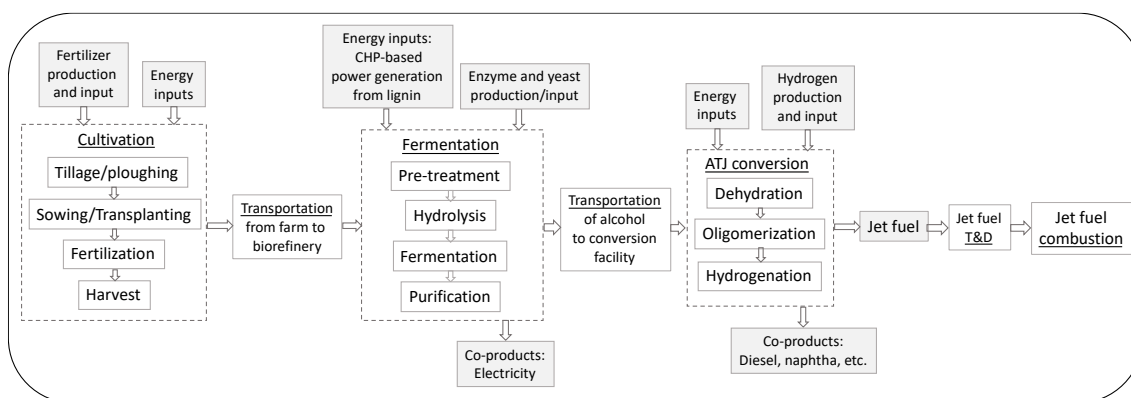 Fertilizer
production
and input
Energy
inputs
Cultivation
Tillage/ploughing
Sowing/Transplanting
Fertilization
Harvest
Transportation
from farm to
biorefinery
Energy inputs:
CHP-based
power generation
from lignin
Enzyme and yeast
production/input
Fermentation
Pre-treatment
Hydrolysis
Fermentation
Purification
Co-products:
Electricity
Transportation
of alcohol
to conversion
facility
Energy
inputs
Hydrogen
production
and input
ATJ conversion
Dehydration
Oligomerization
Hydrogenation
Co-products:
Diesel, naphtha, etc.
Jet fuel
Jet fuel
T&D
Jet fuel
combustion